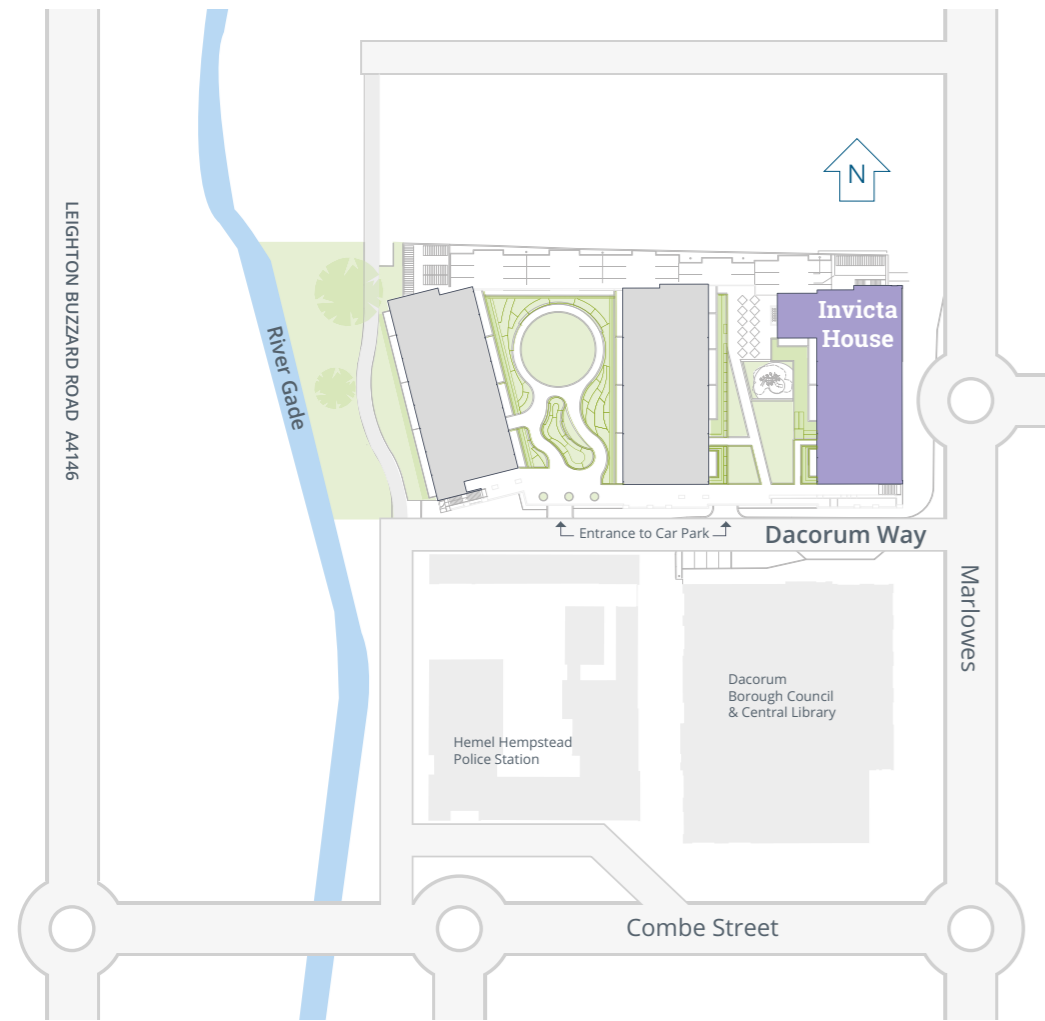 N
Invicta
House
LEIGHTON BUZZARD ROAD A4146
River Gade
Entrance to Car Park
Dacorum Way
Marlowes
Dacorum
Borough Council
& Central Library
Hemel Hempstead
Police Station
Combe Street